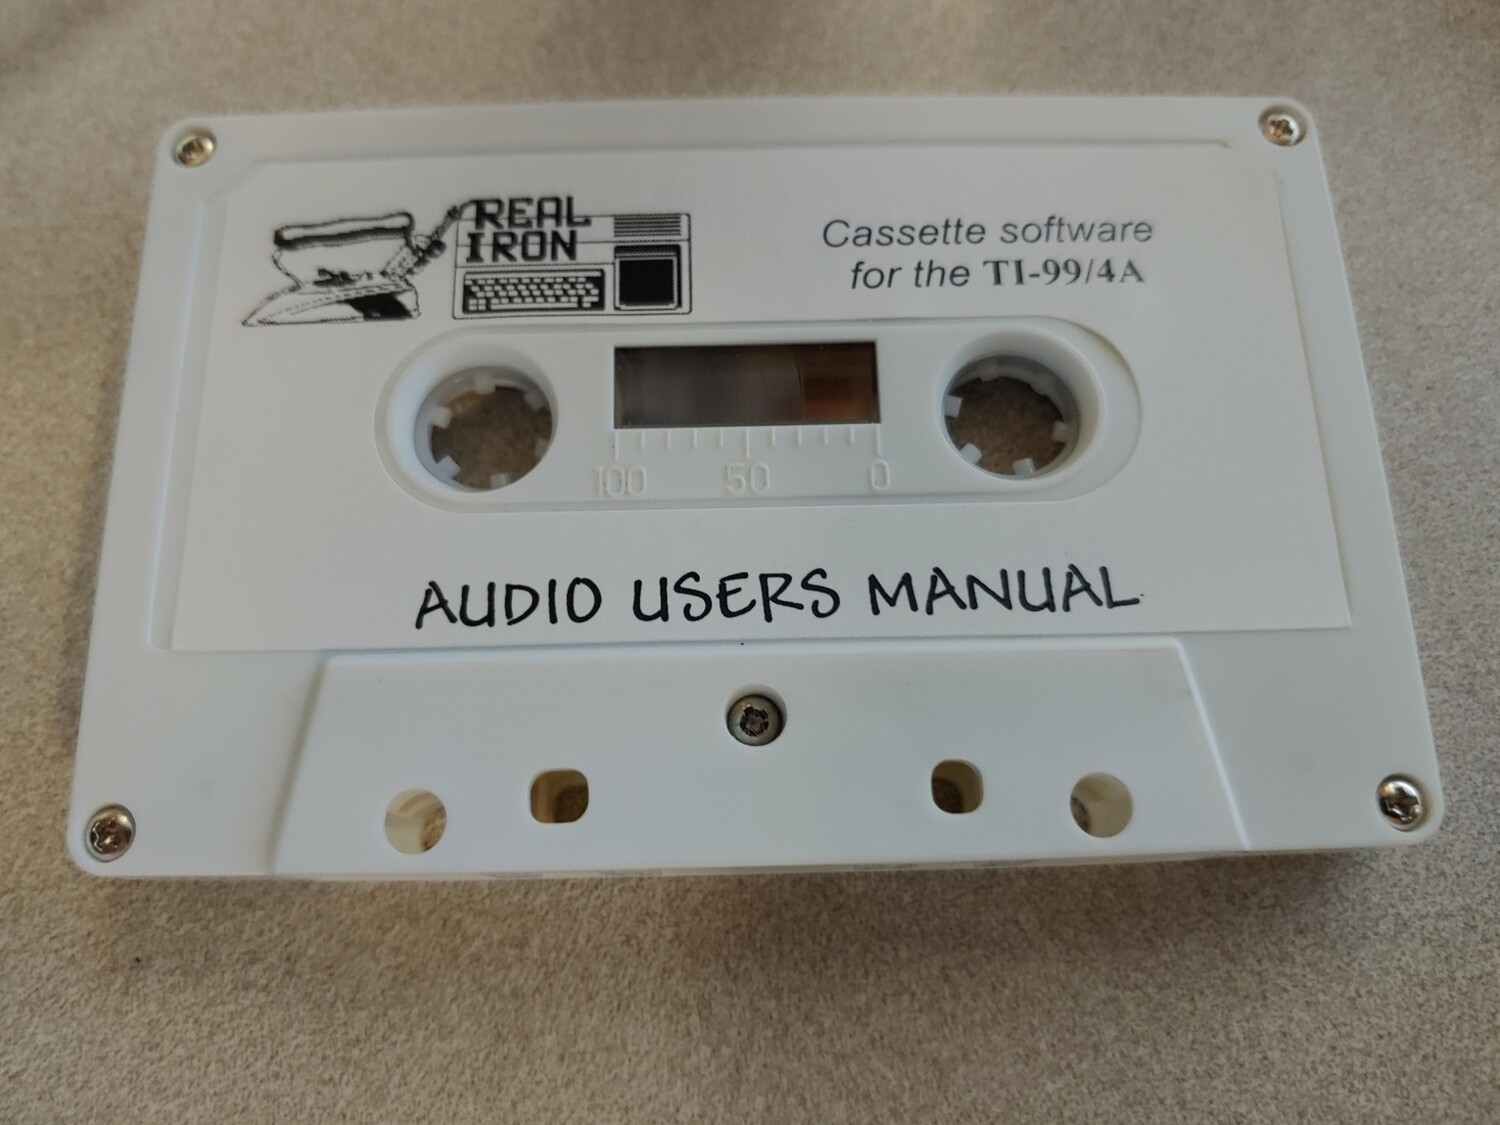 REAL
IRON
Cassette software
for the TI-99/4A
100 50 0
AUDIO USERS MANUAL